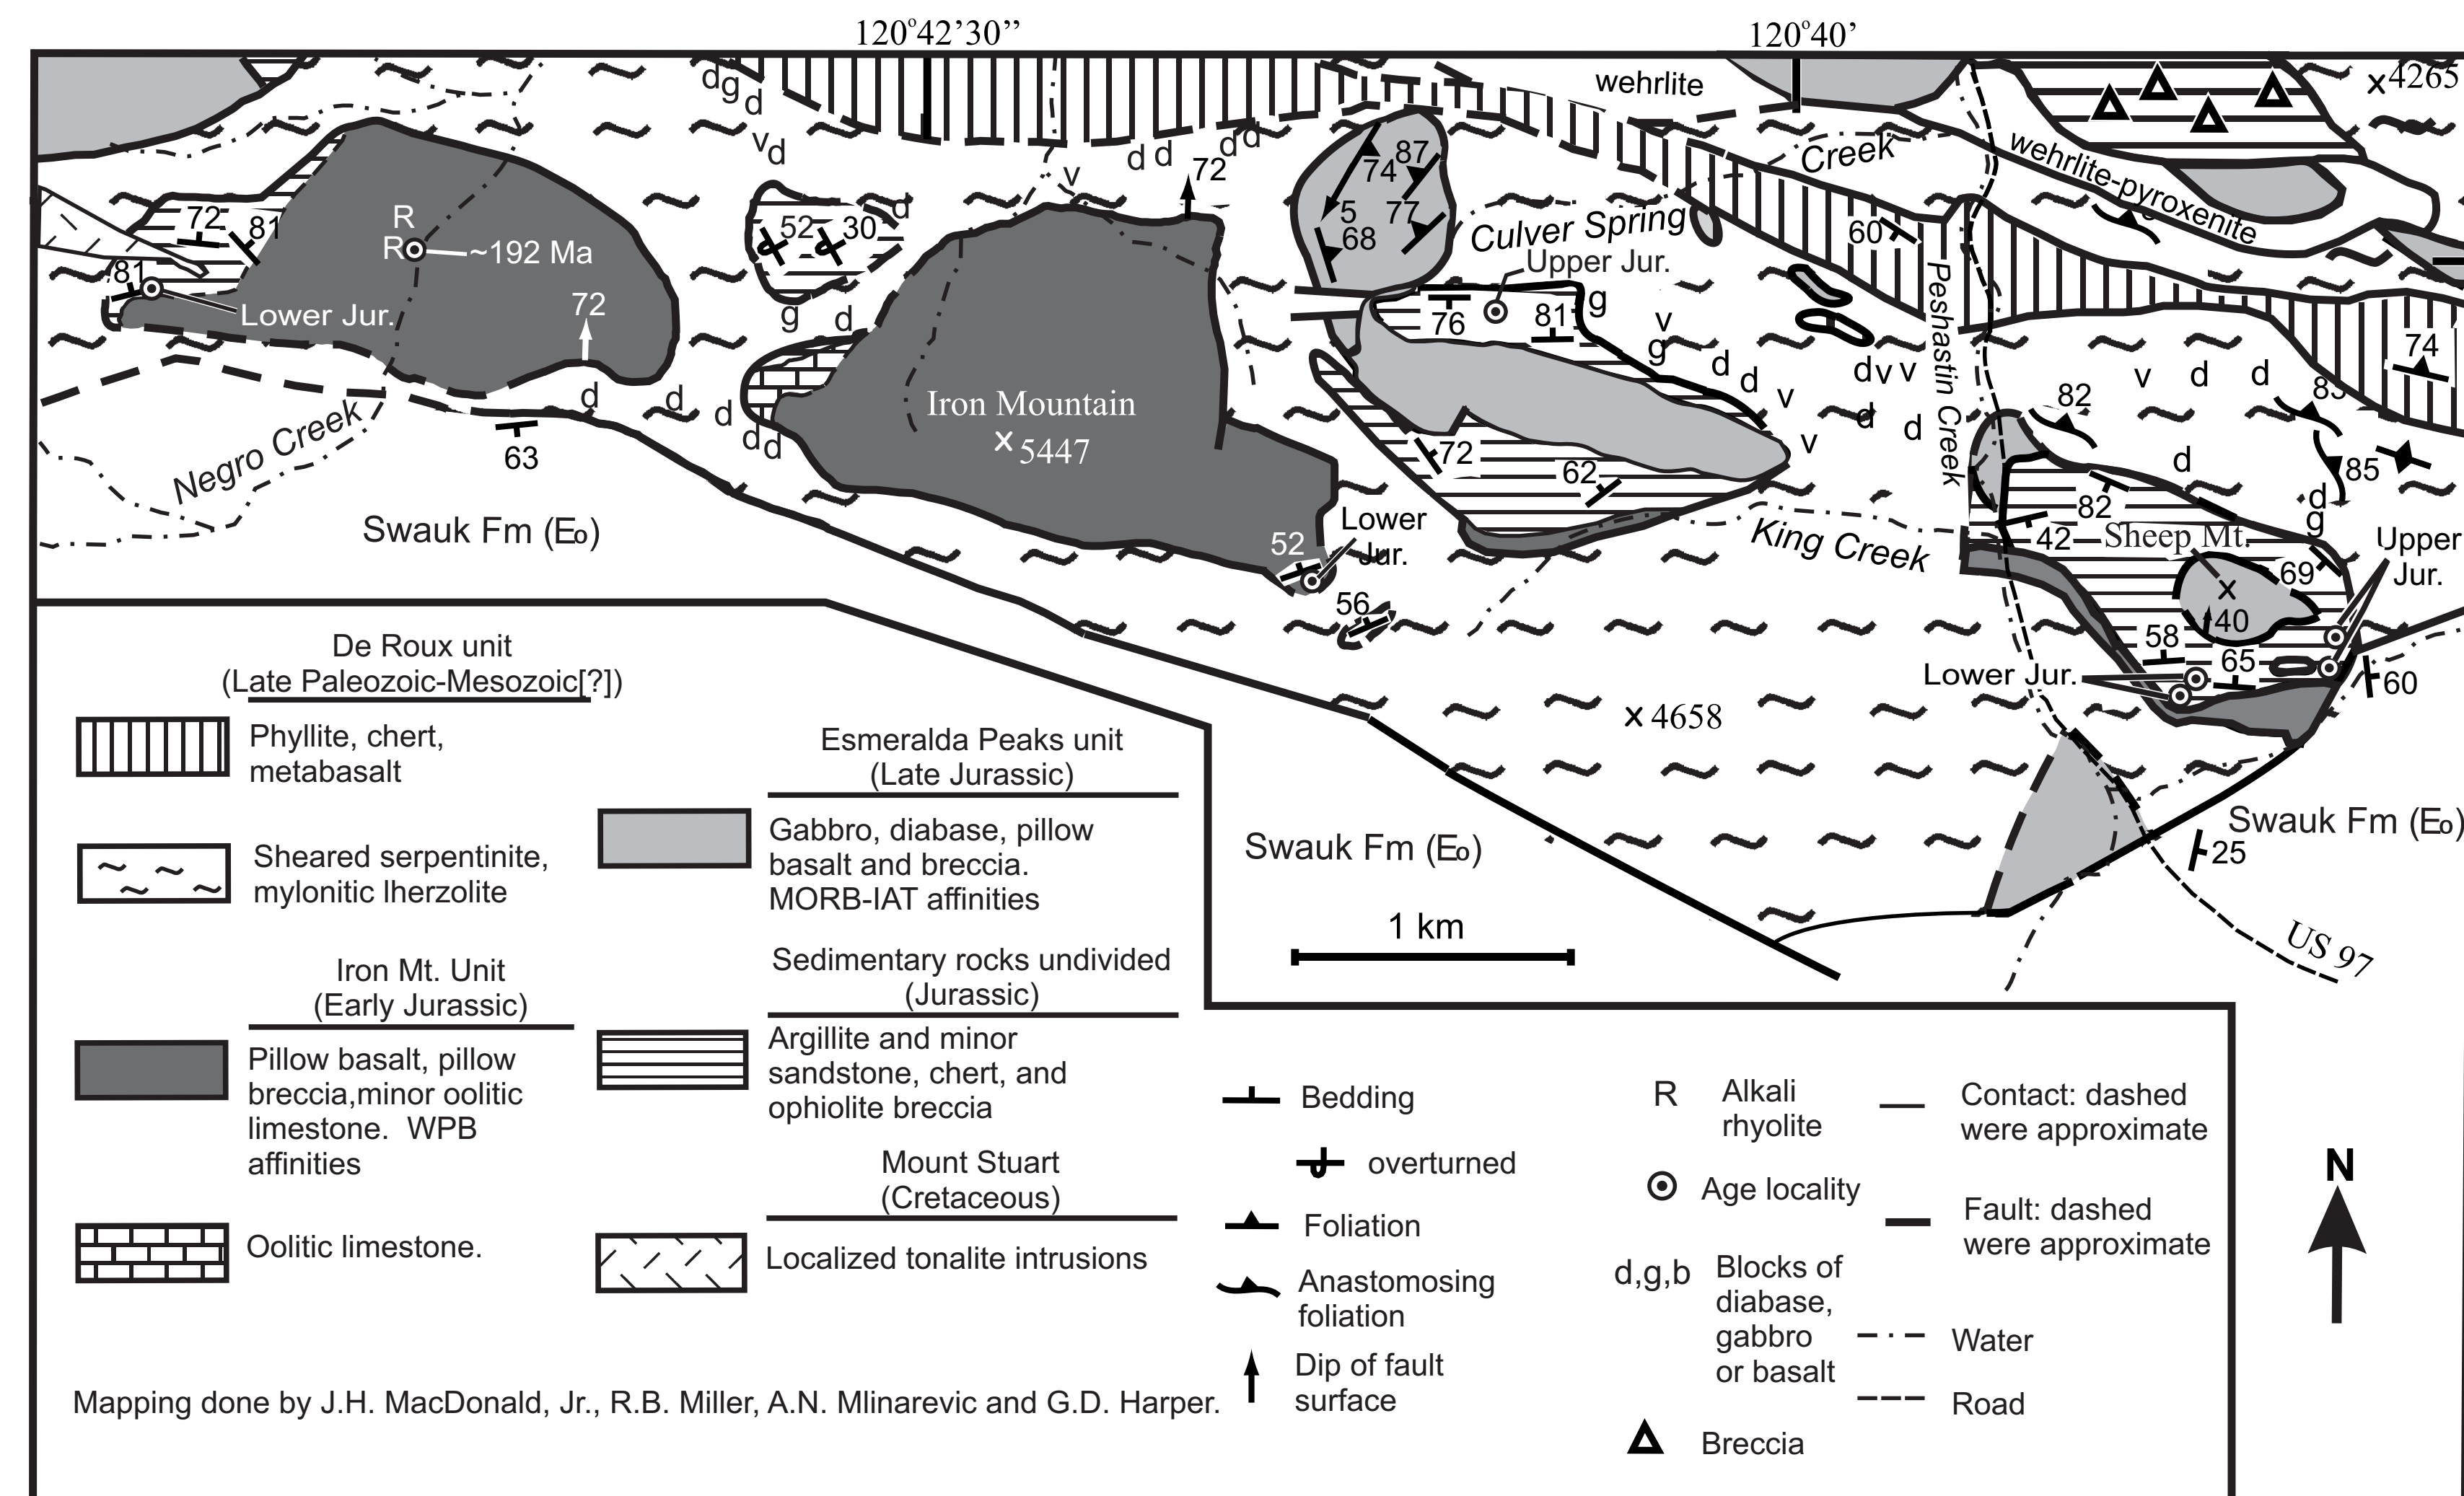 120°42’30”
120°40’
dg
d
v
d
wehrlite
4265
Creek
wehrlite-pyroxenite
d d
d d
72
v
87
74
5
77
68
72
81
R
R
~192 Ma
52
30
d
Culver Spring
Upper Jur.
60
81
Lower Jur.
72
g
d
76
81
g
v
g
d
d
v
d v v
d
d
v
Peshastin Creek
v
d
d
83
74
82
Iron Mountain
5447
d
d
d
d
d
Negro Creek
63
72
62
d
85
d
g
82
42
Sheep Mt.
69
Swauk Fm (Eo)
52
Lower
Jur.
King Creek
Upper
Jur.
56
40
58
65
60
Lower Jur.
4658
Swauk Fm (Eo)
Swauk Fm (Eo)
25
1 km
US 97
De Roux unit
(Late Paleozoic-Mesozoic[?])
Phyllite, chert,
metabasalt
Sheared serpentinite,
mylonitic lherzolite
Iron Mt. Unit
(Early Jurassic)
Pillow basalt, pillow
breccia,minor oolitic
limestone. WPB
affinities
Oolitic limestone.
Esmeralda Peaks unit
(Late Jurassic)
Gabbro, diabase, pillow
basalt and breccia.
MORB-IAT affinities
Sedimentary rocks undivided
(Jurassic)
Argillite and minor
sandstone, chert, and
ophiolite breccia
Mount Stuart
(Cretaceous)
Localized tonalite intrusions
Bedding
overturned
Foliation
Anastomosing
foliation
Dip of fault
surface
R
Alkali
rhyolite
Age locality
d,g,b
Blocks of
diabase,
gabbro
or basalt
Breccia
Contact: dashed
were approximate
Fault: dashed
were approximate
Water
Road
N
Mapping done by J.H. MacDonald, Jr., R.B. Miller, A.N. Mlinarevic and G.D. Harper.